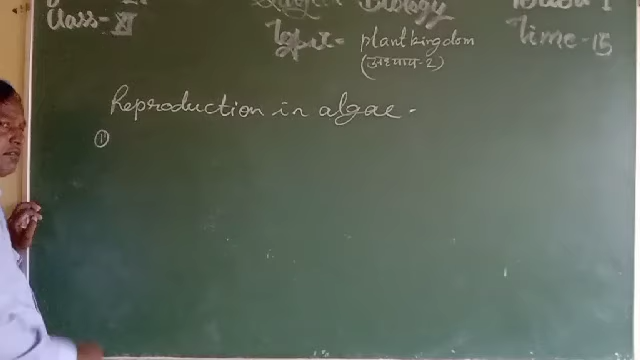 Class - XI
Biology
Topic = plant kingdom
Time - 15
(अध्याय - 2)
Reproduction in algae.
①